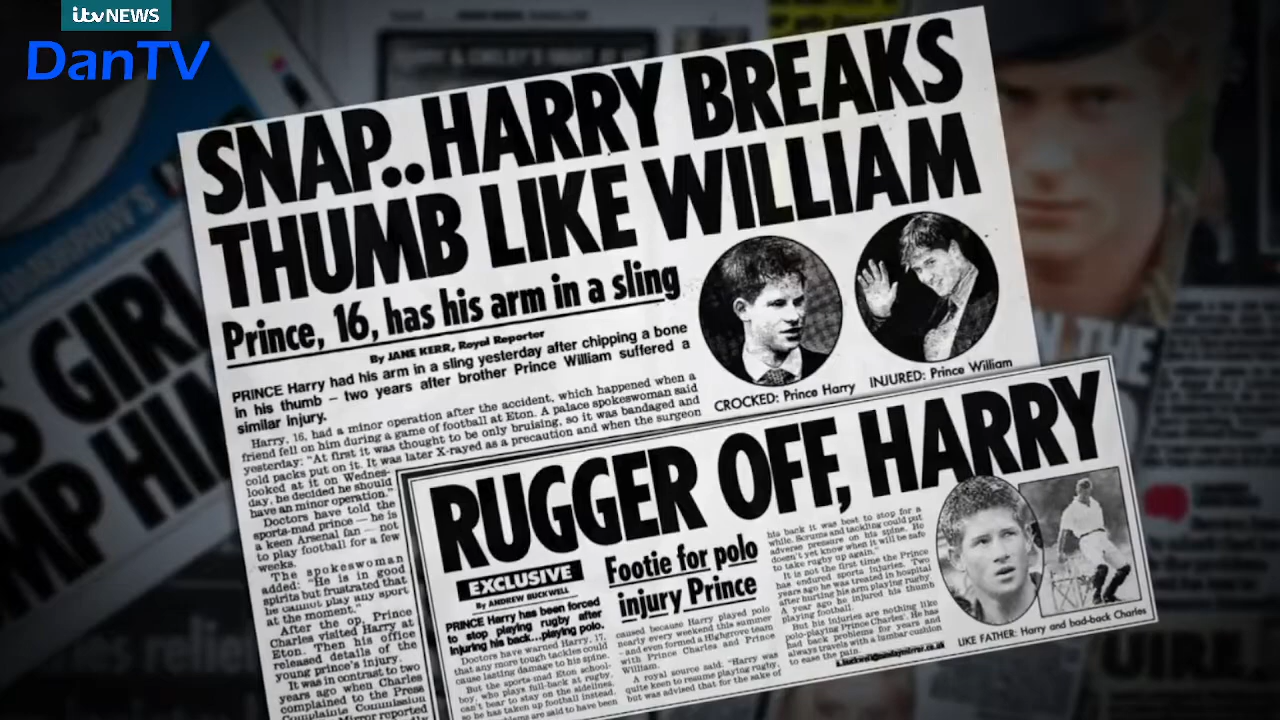 itv NEWS
DanTV
SNAP..HARRY BREAKS
THUMB LIKE WILLIAM
Prince, 16, has his arm in a sling
By JANE KERR, Royal Reporter
PRINCE Harry had his arm in a sling yesterday after chipping a bone
in his thumb – two years after brother Prince William suffered a
similar injury.
Harry, 16, had a minor operation after the accident, which happened when a
friend fell on him during a game of football at Eton. A palace spokeswoman said
yesterday: "At first it was thought to be only bruising, so it was bandaged and
cold packs put on it. It was later X-rayed as a precaution and when the surgeon
looked at it on Wednes-
day, he decided he should
have an minor operation."
Doctors have told the
sports-mad prince — he is
a keen Arsenal fan — not
to play football for a few
weeks.
The spokeswoman
added: "He is in good
spirits but frustrated that
he cannot play any sport
at the moment."
After the op, Prince
Charles visited Harry at
Eton. Then his office
released details of the
young prince's injury.
It was in contrast to two
years ago when Charles
complained to the Press
Complaints Commission
Mirror reported
CROCKED: Prince Harry
INJURED: Prince William
RUGGER OFF, HARRY
EXCLUSIVE
By ANDREW BUCKWELL
Footie for polo
injury Prince
PRINCE Harry has been forced
to stop playing rugby after
injuring his back...playing polo.
Doctors have warned Harry, 17,
that any more tough tackles could
cause lasting damage to his spine.
But the sports-mad Eton school-
boy, who plays full-back at rugby,
can't bear to stay on the sidelines,
so he has taken up football instead.
are said to have been
caused because Harry played polo
nearly every weekend this summer
– and even formed a Highgrove team
with Prince Charles and Prince
William.
A royal source said: "Harry was
quite keen to resume playing rugby,
but was advised that for the sake of
his back it was best to stop for a
while. Scrums and tackling could put
adverse pressure on his spine. He
doesn't yet know when it will be safe
to take rugby up again."
It is not the first time the Prince
has endured sports injuries. Two
years ago he was treated in hospital
after hurting his arm playing rugby.
A year ago he injured his thumb
playing football.
But his injuries are nothing like
polo-playing Prince Charles'. He has
had back problems for years and
always travels with a lumbar cushion
to ease the pain.
a.buckwell@sundaymirror.co.uk
LIKE FATHER: Harry and bad-back Charles
TOMORROW'S
GIRL
HI
THE